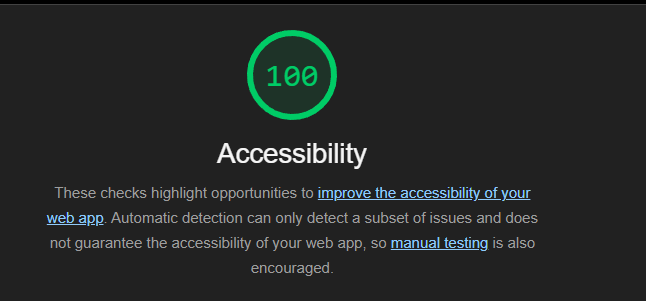 100
Accessibility
These checks highlight opportunities to improve the accessibility of your
web app. Automatic detection can only detect a subset of issues and does
not guarantee the accessibility of your web app, so manual testing is also
encouraged.